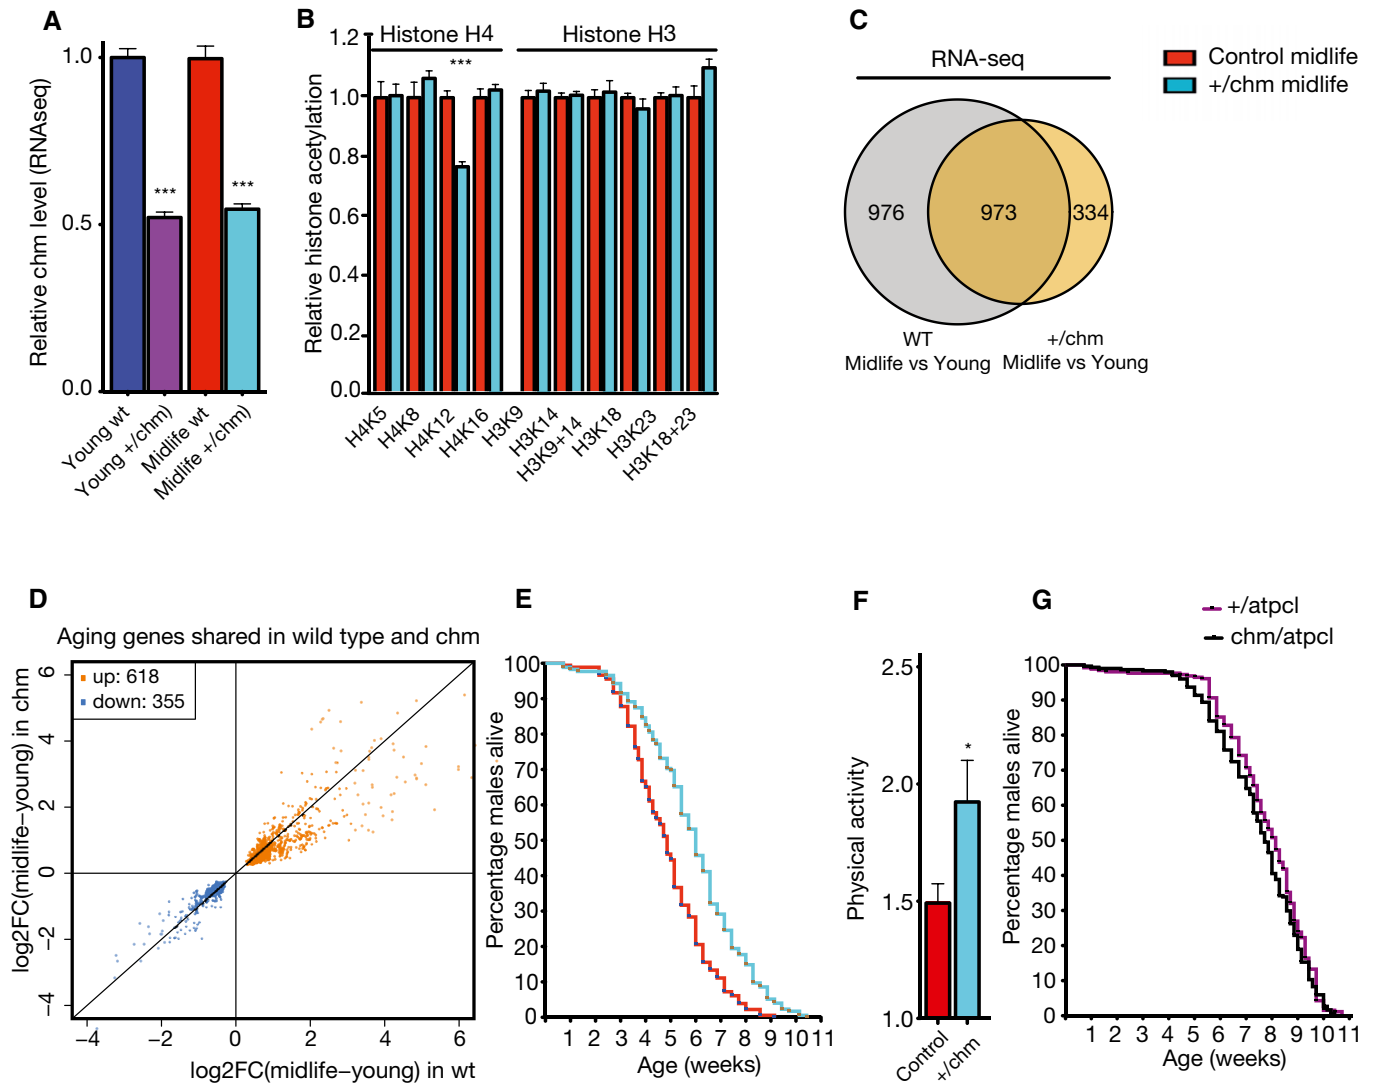 A
Relative chm level (RNAseq)
1.0
0.5
0.0
***
***
Young wt
Young +/chm)
Midlife wt
Midlife +/chm)
B
Histone H4
Histone H3
Relative histone acetylation
1.2
1.0
0.8
0.6
0.4
0.2
0.0
***
H4K5
H4K8
H4K12
H4K16
H3K9
H3K14
H3K9+14
H3K18
H3K23
H3K18+23
C
RNA-seq
976
973
334
WT
Midlife vs Young
+/chm
Midlife vs Young
Control midlife
+/chm midlife
D
Aging genes shared in wild type and chm
up: 618
down: 355
log2FC(midlife−young) in chm
6
4
2
0
−2
−4
−4
−2
0
2
4
6
log2FC(midlife−young) in wt
E
Percentage males alive
100
90
80
70
60
50
40
30
20
10
0
1 2 3 4 5 6 7 8 9 10 11
Age (weeks)
F
Physical activity
2.5
2.0
1.5
1.0
*
Control
+/chm
G
+/atpcl
chm/atpcl
Percentage males alive
100
90
80
70
60
50
40
30
20
10
0
1 2 3 4 5 6 7 8 9 10 11
Age (weeks)